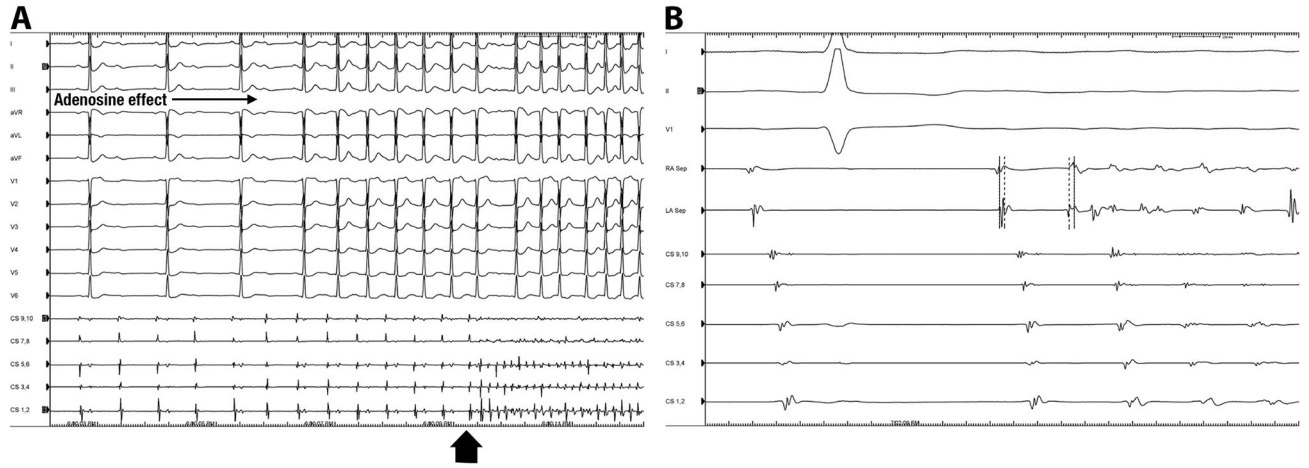 A
I
II
III
Adenosine effect
aVR
aVL
aVF
V1
V2
V3
V4
V5
V6
CS 9,10
CS 7,8
CS 5,6
CS 3,4
CS 1,2
B
I
II
V1
RA Sep
LA Sep
CS 9,10
CS 7,8
CS 5,6
CS 3,4
CS 1,2